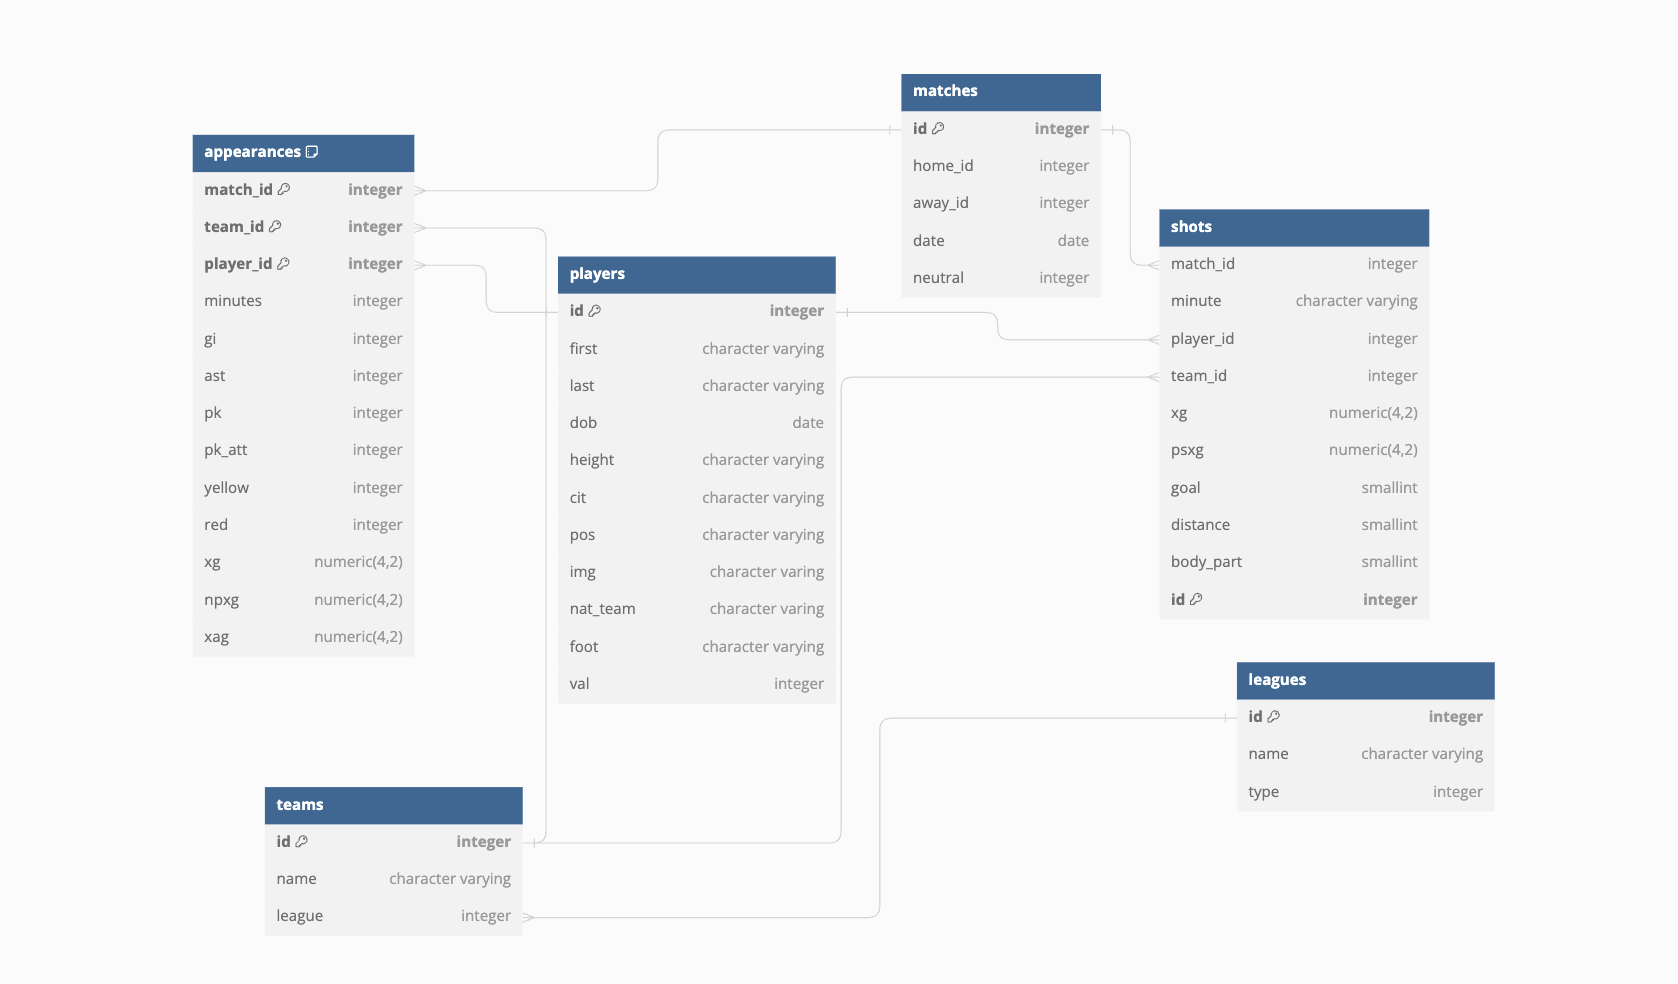 matches
id integer
home_id integer
away_id integer
date date
neutral integer
appearances
match_id integer
team_id integer
player_id integer
minutes integer
gi integer
ast integer
pk integer
pk_att integer
yellow integer
red integer
xg numeric(4,2)
npxg numeric(4,2)
xag numeric(4,2)
shots
match_id integer
minute character varying
player_id integer
team_id integer
xg numeric(4,2)
psxg numeric(4,2)
goal smallint
distance smallint
body_part smallint
id integer
players
id integer
first character varying
last character varying
dob date
height character varying
cit character varying
pos character varying
img character varing
nat_team character varing
foot character varying
val integer
leagues
id integer
name character varying
type integer
teams
id integer
name character varying
league integer